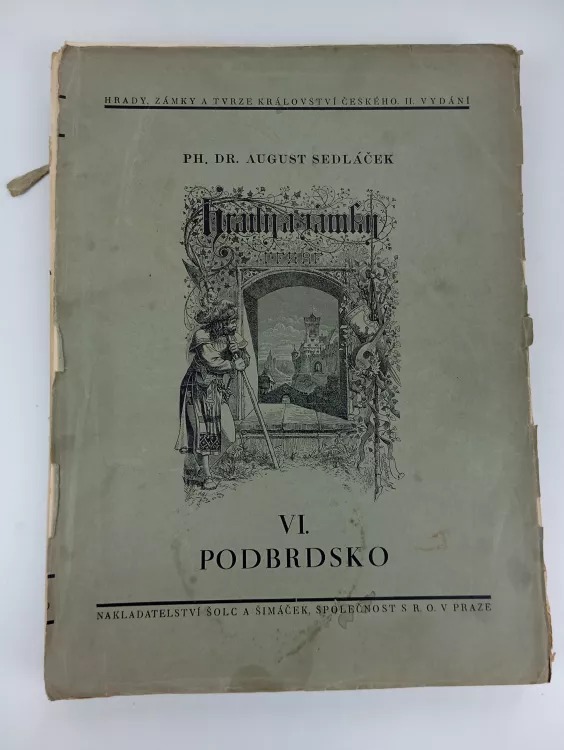 HRADY, ZÁMKY A TVRZE KRÁLOVSTVÍ ČESKÉHO. II. VYDÁNÍ
PH. DR. AUGUST SEDLÁČEK
Hrady a zámky
VI.
PODBRDSKO
NAKLADATELSTVÍ ŠOLC A ŠIMÁČEK, SPOLEČNOST S R. O. V PRAZE